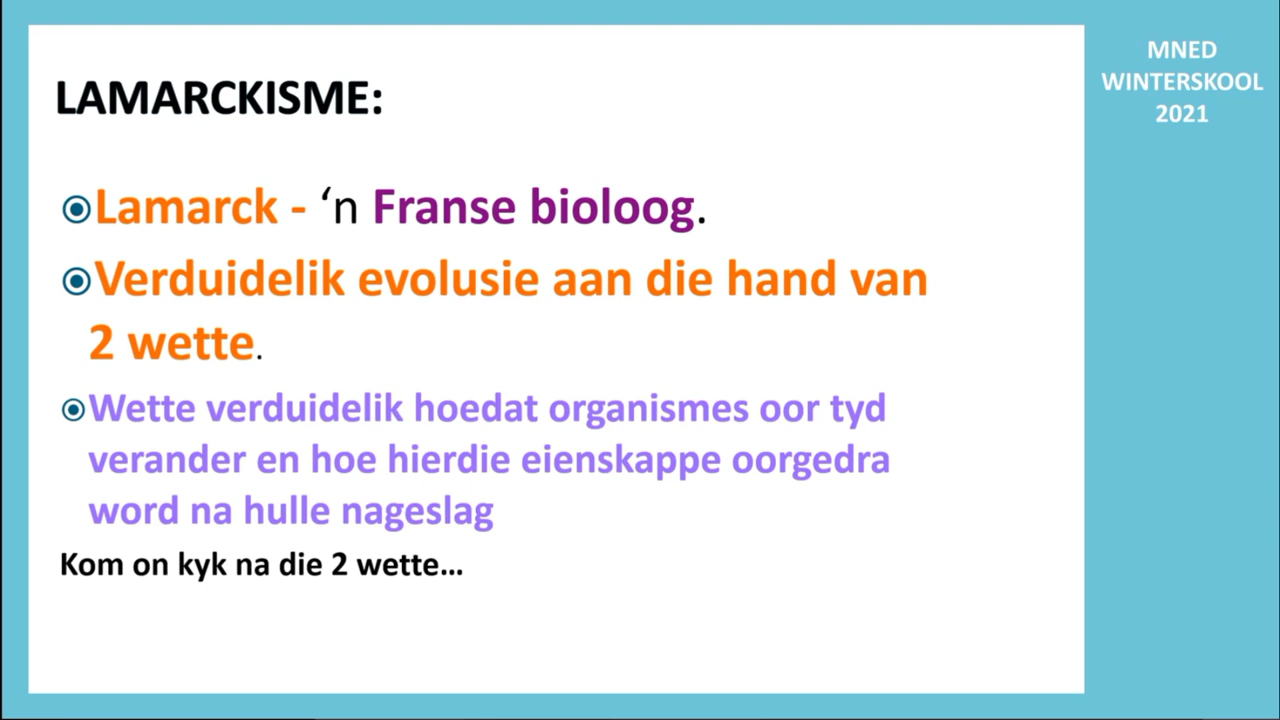 LAMARCKISME:
Lamarck - ‘n Franse bioloog.
Verduidelik evolusie aan die hand van
2 wette.
Wette verduidelik hoedat organismes oor tyd
verander en hoe hierdie eienskappe oorgedra
word na hulle nageslag
Kom on kyk na die 2 wette...
MNED
WINTERSKOOL
2021